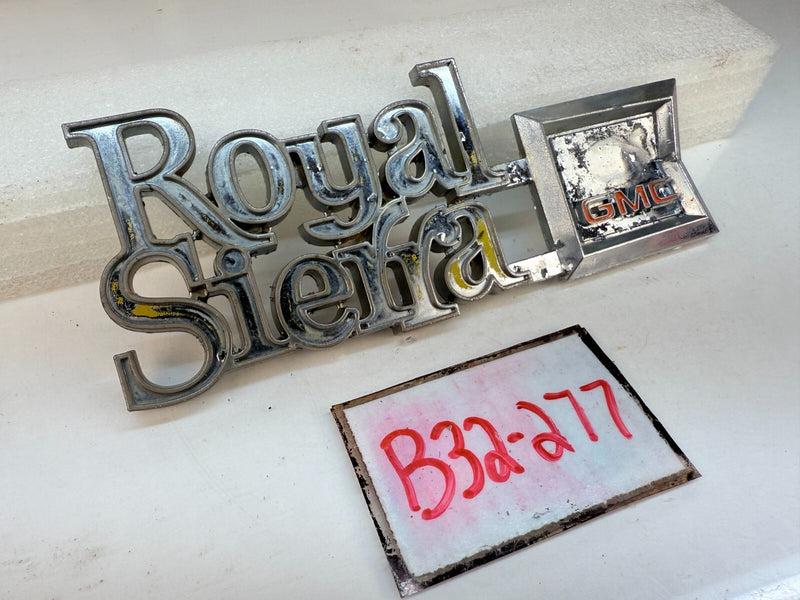 Royal
Sierra
GMC
B32-277